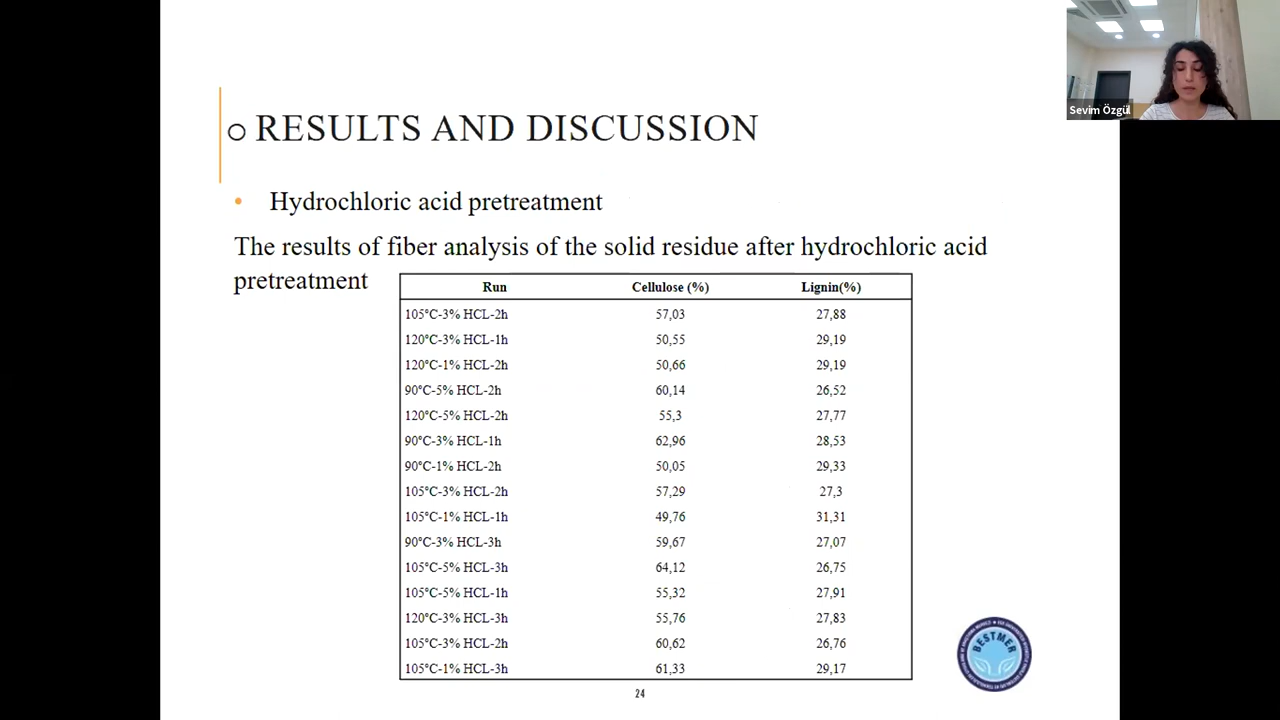 Sevim Özgül
RESULTS AND DISCUSSION
Hydrochloric acid pretreatment
The results of fiber analysis of the solid residue after hydrochloric acid
pretreatment
Run Cellulose (%) Lignin(%)
105°C-3% HCL-2h 57,03 27,88
120°C-3% HCL-1h 50,55 29,19
120°C-1% HCL-2h 50,66 29,19
90°C-5% HCL-2h 60,14 26,52
120°C-5% HCL-2h 55,3 27,77
90°C-3% HCL-1h 62,96 28,53
90°C-1% HCL-2h 50,05 29,33
105°C-3% HCL-2h 57,29 27,3
105°C-1% HCL-1h 49,76 31,31
90°C-3% HCL-3h 59,67 27,07
105°C-5% HCL-3h 64,12 26,75
105°C-5% HCL-1h 55,32 27,91
120°C-3% HCL-3h 55,76 27,83
105°C-3% HCL-2h 60,62 26,76
105°C-1% HCL-3h 61,33 29,17
BESTMER
24